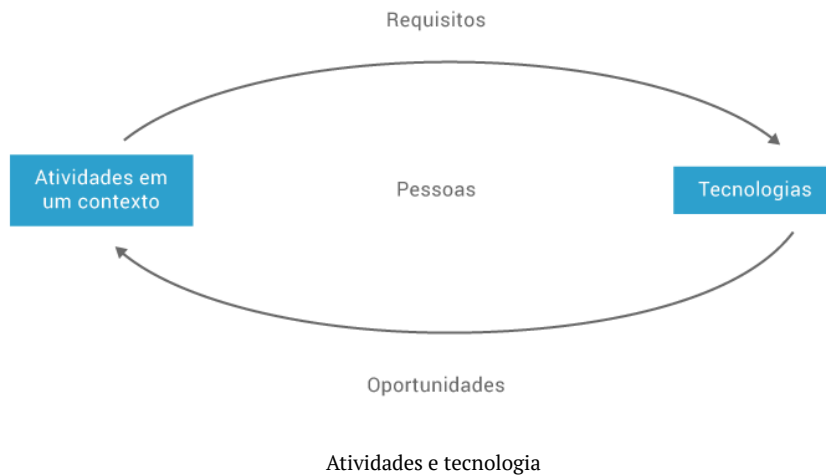 Requisitos
Atividades em
um contexto
Pessoas
Tecnologias
Oportunidades
Atividades e tecnologia